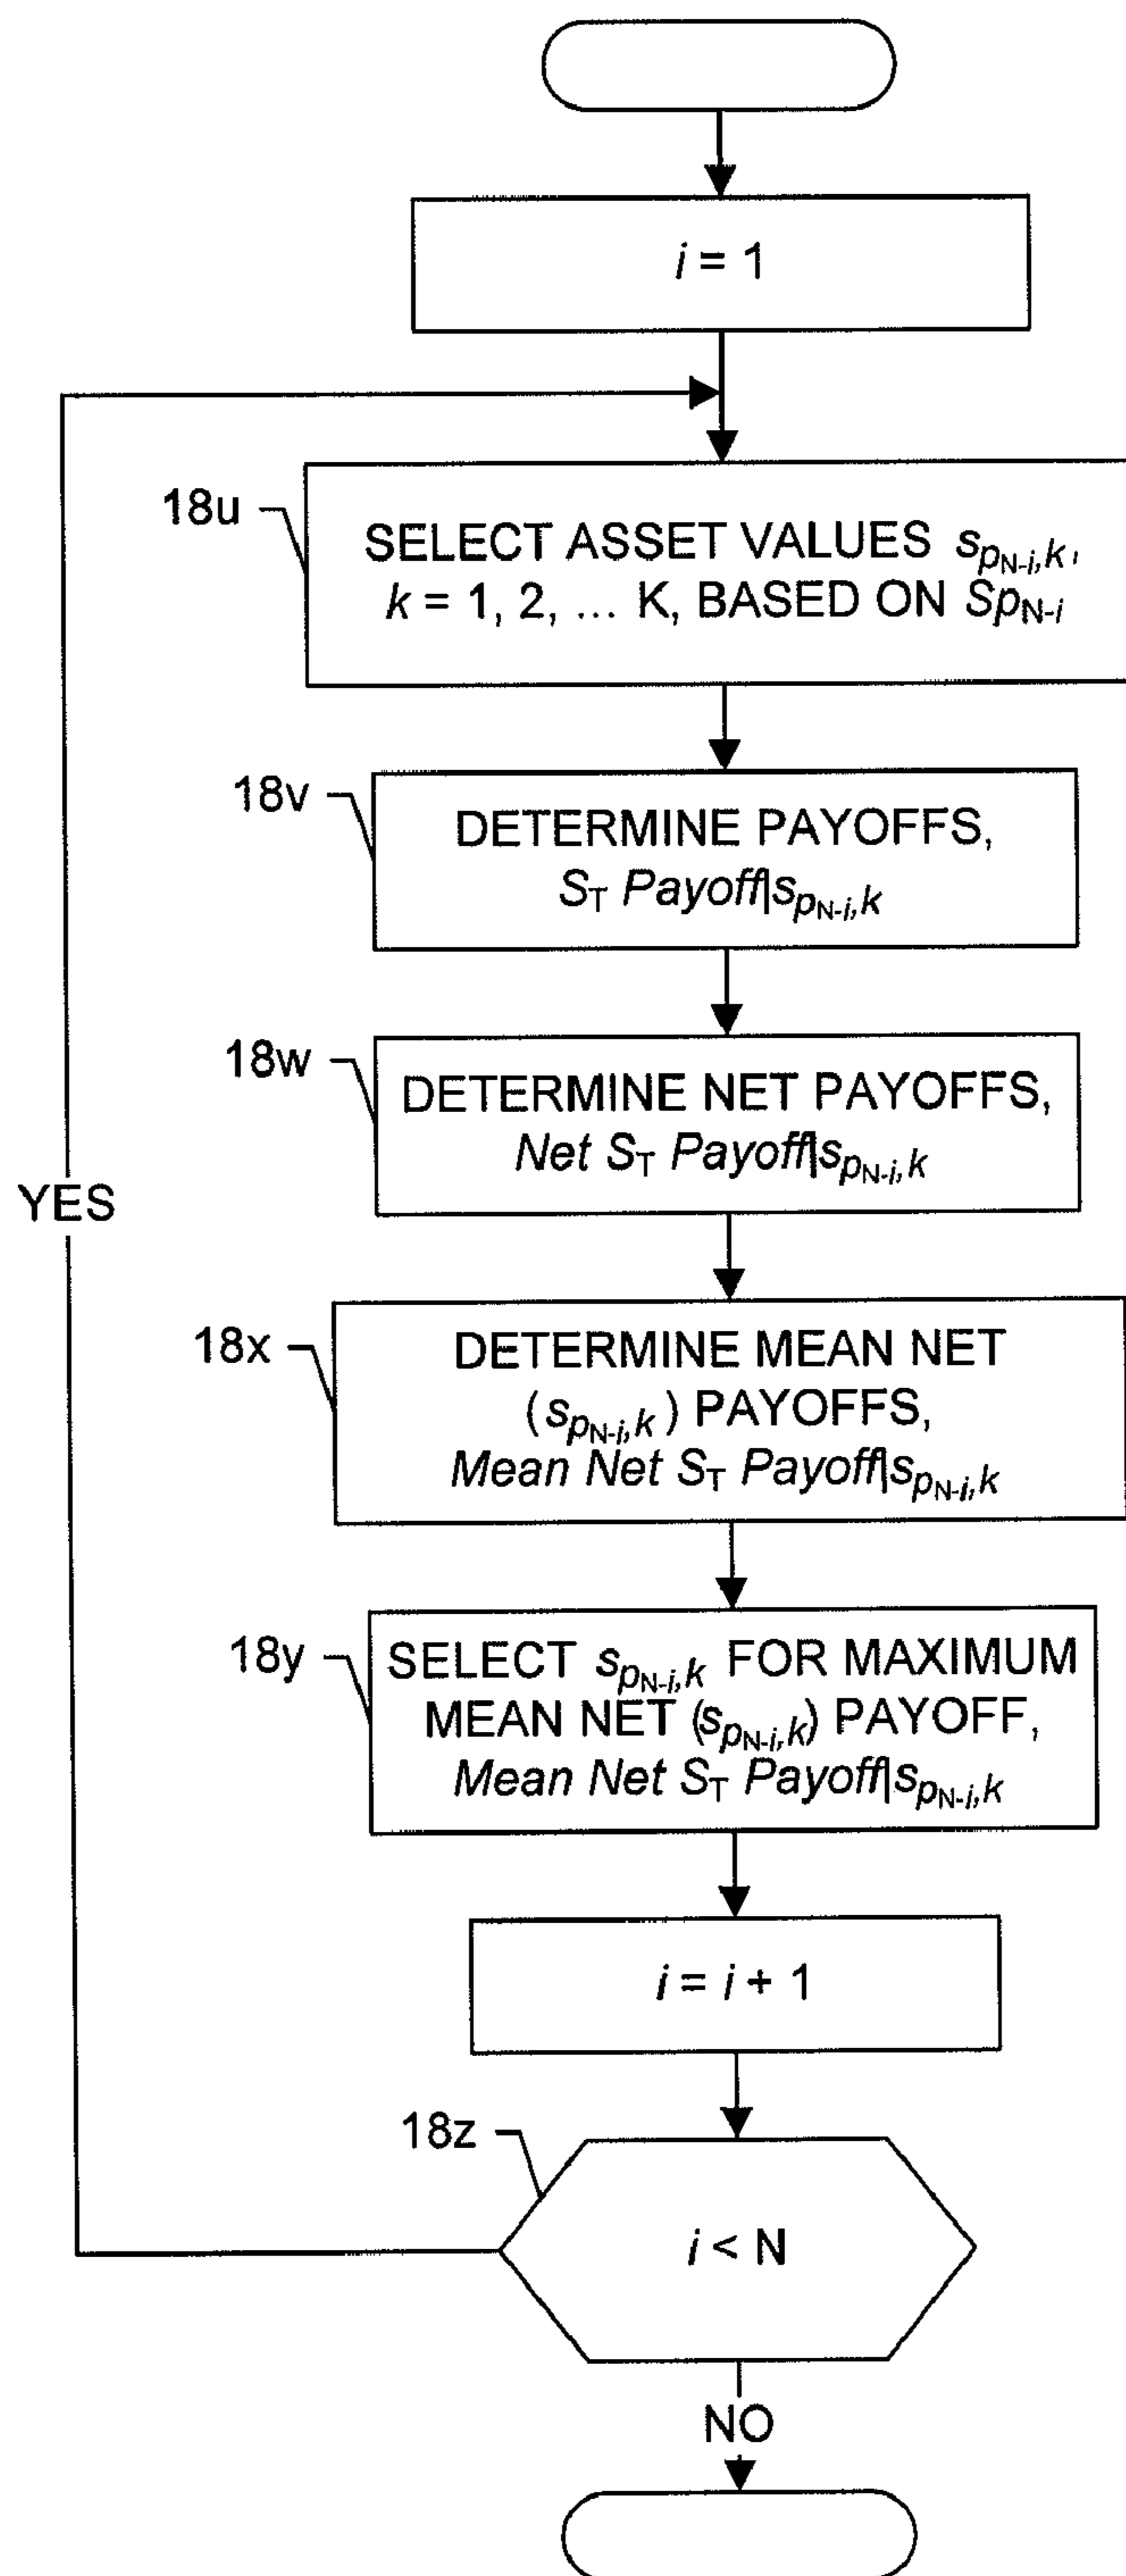 i = 1
18u
SELECT ASSET VALUES s_{p_{N-i},k},
k = 1, 2, ... K, BASED ON Sp_{N-i}
18v
DETERMINE PAYOFFS,
S_T Payoff|s_{p_{N-i},k}
18w
DETERMINE NET PAYOFFS,
Net S_T Payoff|s_{p_{N-i},k}
YES
18x
DETERMINE MEAN NET
(s_{p_{N-i},k}) PAYOFFS,
Mean Net S_T Payoff|s_{p_{N-i},k}
18y
SELECT s_{p_{N-i},k} FOR MAXIMUM
MEAN NET (s_{p_{N-i},k}) PAYOFF,
Mean Net S_T Payoff|s_{p_{N-i},k}
i = i + 1
18z
i < N
NO